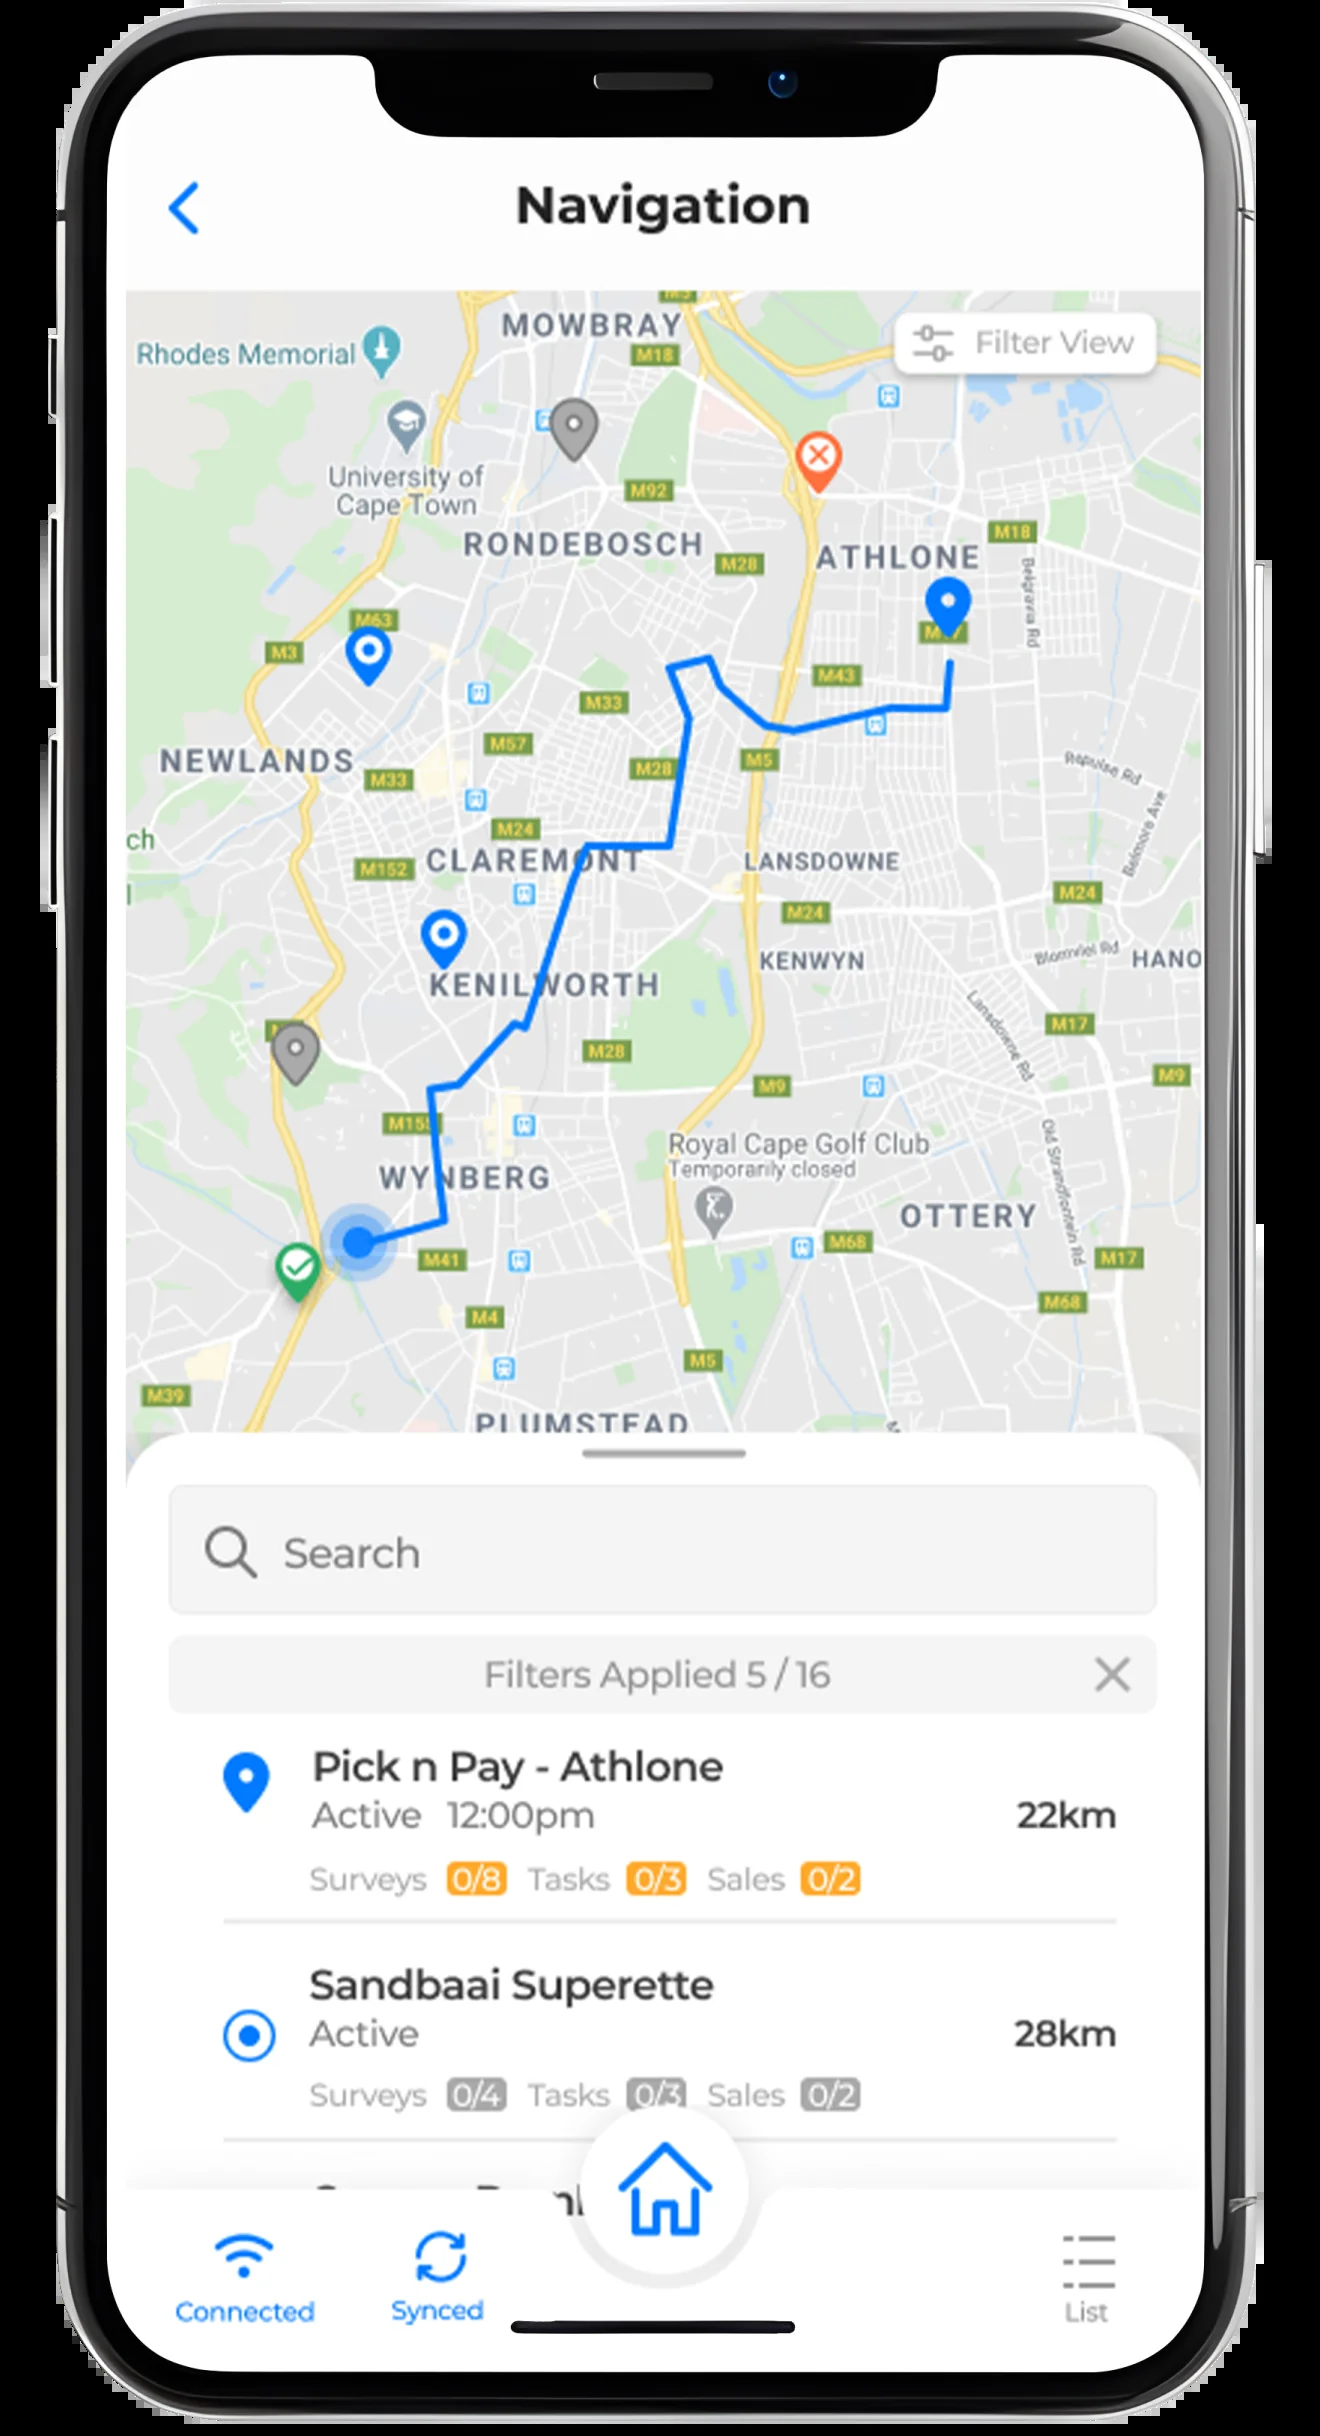 Navigation
M5
MOWBRAY
Filter View
Rhodes Memorial
M18
University of
Cape Town
M92
RONDEBOSCH
M18
M28
ATHLONE
Belgravia Rd
M63
M17
M3
M43
M33
M57
NEWLANDS
M28
M5
Repulse Rd
M33
Belmore Ave
M24
ch
CLAREMONT
LANSDOWNE
M152
M24
M24
KENWYN
HANO
KENILWORTH
Lansdowne Rd
M17
M28
M9
M9
M155
Royal Cape Golf Club
Temporarily closed
Old Strandfontein Rd
WYNBERG
OTTERY
M68
M41
M17
M68
M4
M5
M39
PLUMSTEAD
Search
Filters Applied 5 / 16
Pick n Pay - Athlone
Active 12:00pm
22km
Surveys 0/8 Tasks 0/3 Sales 0/2
Sandbaai Superette
Active
28km
Surveys 0/4 Tasks 0/3 Sales 0/2
Connected
Synced
List